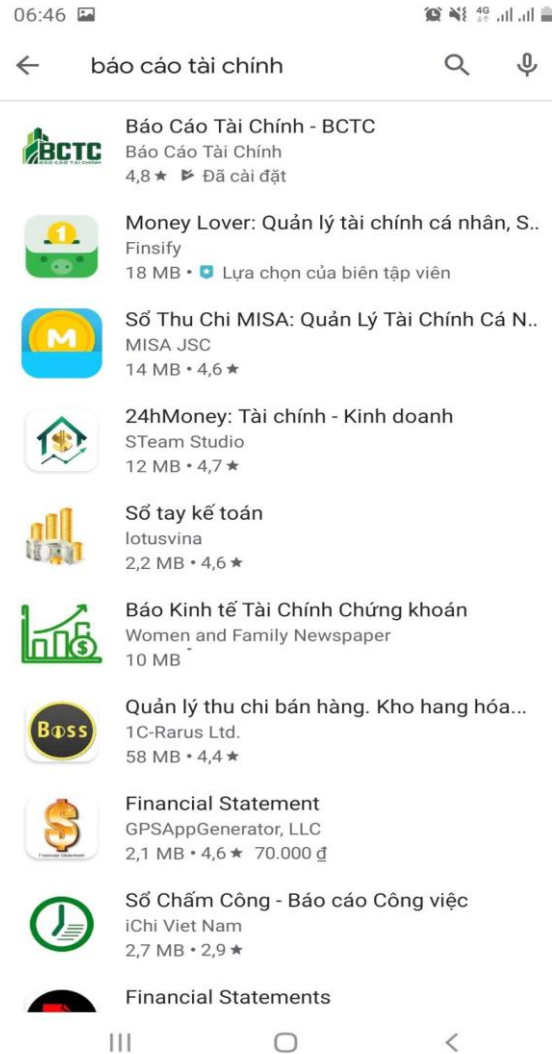 06:46
4G
báo cáo tài chính
BCTC
BÁO CÁO TÀI CHÍNH
Báo Cáo Tài Chính - BCTC
Báo Cáo Tài Chính
4,8★ Đã cài đặt
1
Money Lover: Quản lý tài chính cá nhân, S..
Finsify
18 MB • Lựa chọn của biên tập viên
M
Sổ Thu Chi MISA: Quản Lý Tài Chính Cá N..
MISA JSC
14 MB • 4,6★
$
24hMoney: Tài chính - Kinh doanh
STeam Studio
12 MB • 4,7★
Sổ tay kế toán
lotusvina
2,2 MB • 4,6★
$
Báo Kinh tế Tài Chính Chứng khoán
Women and Family Newspaper
10 MB
Boss
Quản lý thu chi bán hàng. Kho hang hóa...
1C-Rarus Ltd.
58 MB • 4,4★
$
Financial Statement
Financial Statement
GPSAppGenerator, LLC
2,1 MB • 4,6★ 70.000 ₫
Sổ Chấm Công - Báo cáo Công việc
iChi Viet Nam
2,7 MB • 2,9★
Financial Statements